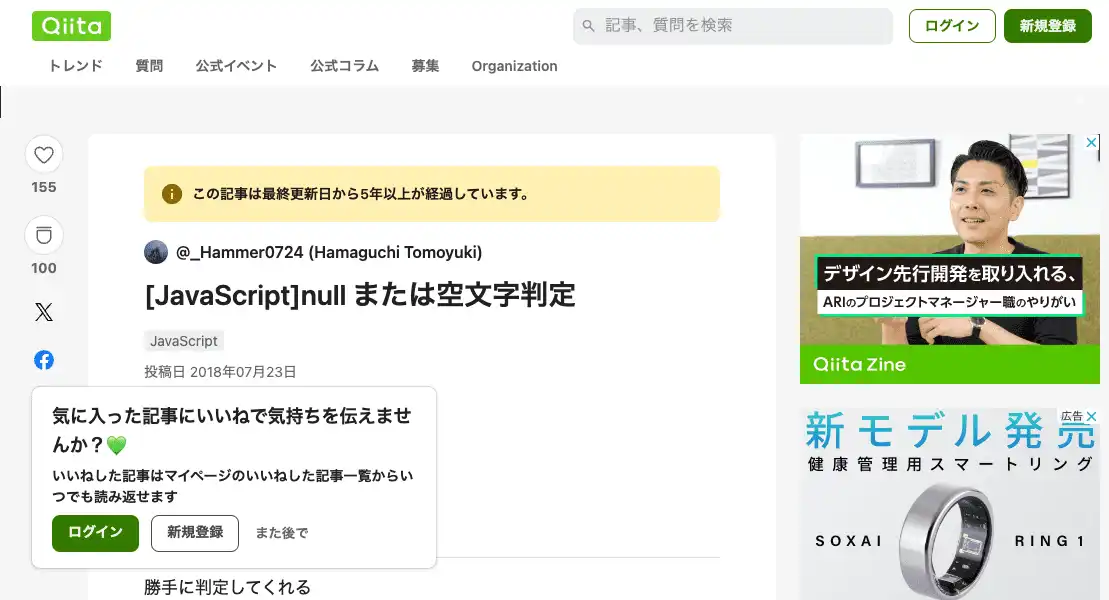 Qiita
記事、質問を検索
ログイン
新規登録
トレンド
質問
公式イベント
公式コラム
募集
Organization
155
100
この記事は最終更新日から5年以上が経過しています。
@_Hammer0724 (Hamaguchi Tomoyuki)
[JavaScript]null または空文字判定
JavaScript
投稿日 2018年07月23日
気に入った記事にいいねで気持ちを伝えませ
んか？💚
いいねした記事はマイページのいいねした記事一覧からい
つでも読み返せます
ログイン
新規登録
また後で
勝手に判定してくれる
デザイン先行開発を取り入れる、
ARIのプロジェクトマネージャー職のやりがい
Qiita Zine
広告
新モデル発売
健康管理用スマートリング
SOXAI
RING 1